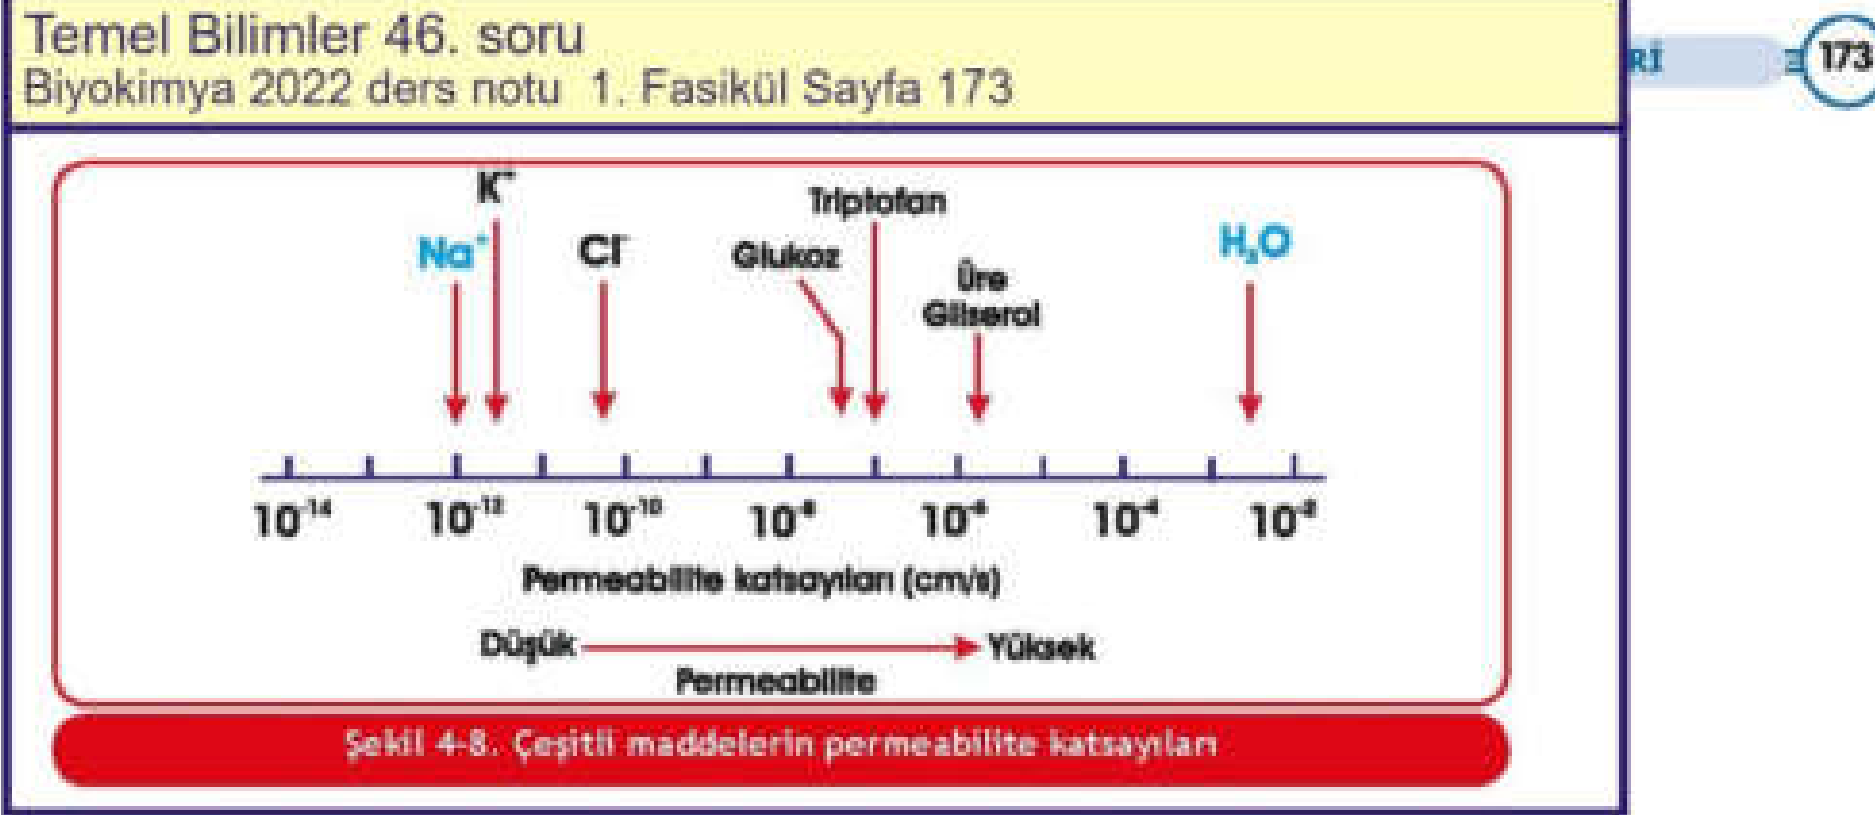 Temel Bilimler 46. soru
Biyokimya 2022 ders notu 1. Fasikül Sayfa 173
Rİ
173
K⁺
Triptofan
Na⁺
Cl⁻
Glukoz
H₂O
Üre
Gliserol
10⁻¹⁴ 10⁻¹² 10⁻¹⁰ 10⁻⁸ 10⁻⁶ 10⁻⁴ 10⁻²
Permeabilite katsayıları (cm/s)
Düşük Yüksek
Permeabilite
Şekil 4-8. Çeşitli maddelerin permeabilite katsayıları